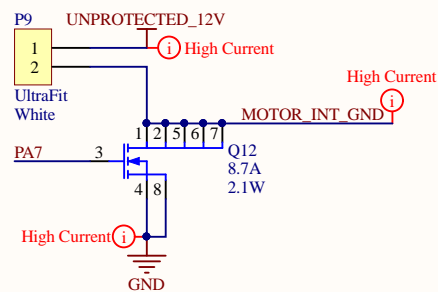 P9
UNPROTECTED_12V
1
i High Current
2
High Current
i
UltraFit
White
MOTOR_INT_GND
1 2 5 6 7
Q12
8.7A
2.1W
PA7
3
4 8
High Current i
GND